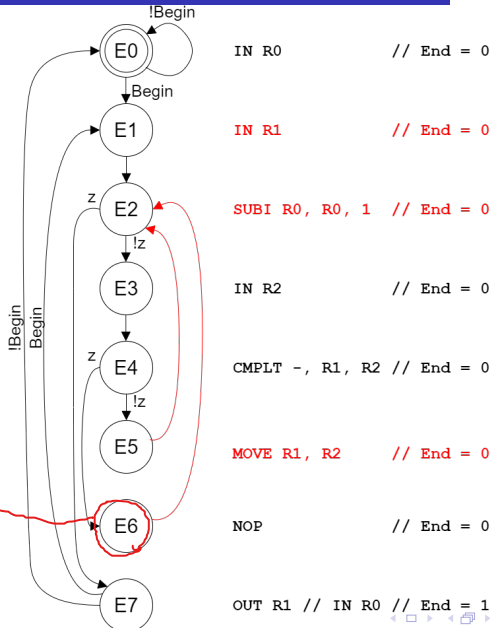 !Begin
E0 IN R0 // End = 0
Begin
E1 IN R1 // End = 0
z E2 SUBI R0, R0, 1 // End = 0
!z
E3 IN R2 // End = 0
!Begin
Begin
z E4 CMPLT -, R1, R2 // End = 0
!z
E5 MOVE R1, R2 // End = 0
E6 NOP // End = 0
E7 OUT R1 // IN R0 // End = 1